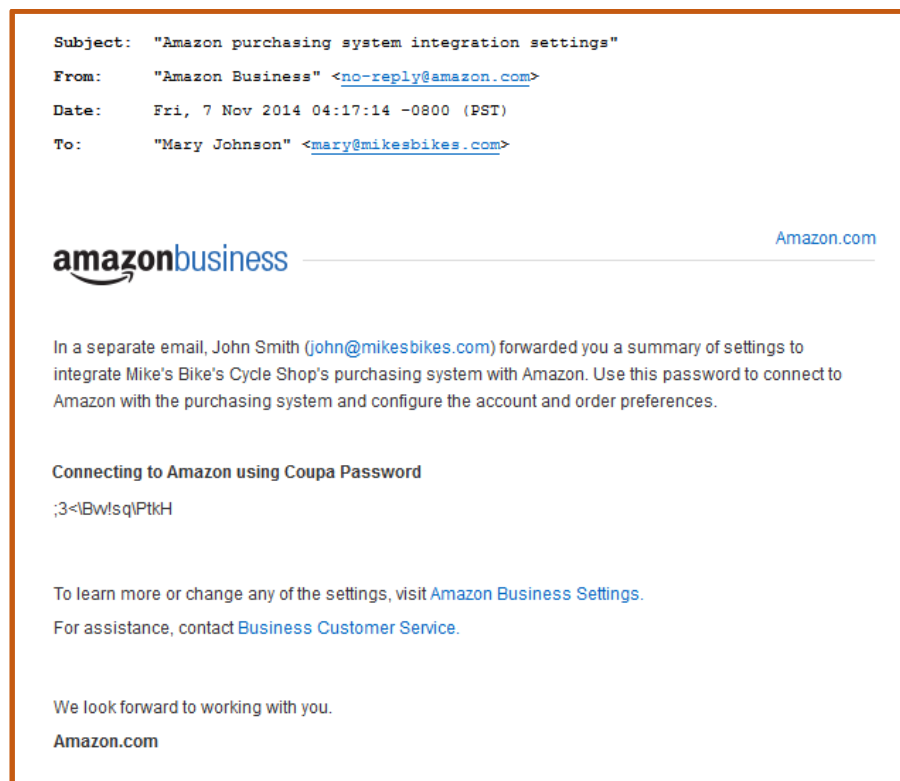 Subject: "Amazon purchasing system integration settings"
From: "Amazon Business" <no-reply@amazon.com>
Date: Fri, 7 Nov 2014 04:17:14 -0800 (PST)
To: "Mary Johnson" <mary@mikesbikes.com>
Amazon.com
amazonbusiness
In a separate email, John Smith (john@mikesbikes.com) forwarded you a summary of settings to
integrate Mike's Bike's Cycle Shop's purchasing system with Amazon. Use this password to connect to
Amazon with the purchasing system and configure the account and order preferences.
Connecting to Amazon using Coupa Password
;3<\Bw!sq\PtkH
To learn more or change any of the settings, visit Amazon Business Settings.
For assistance, contact Business Customer Service.
We look forward to working with you.
Amazon.com